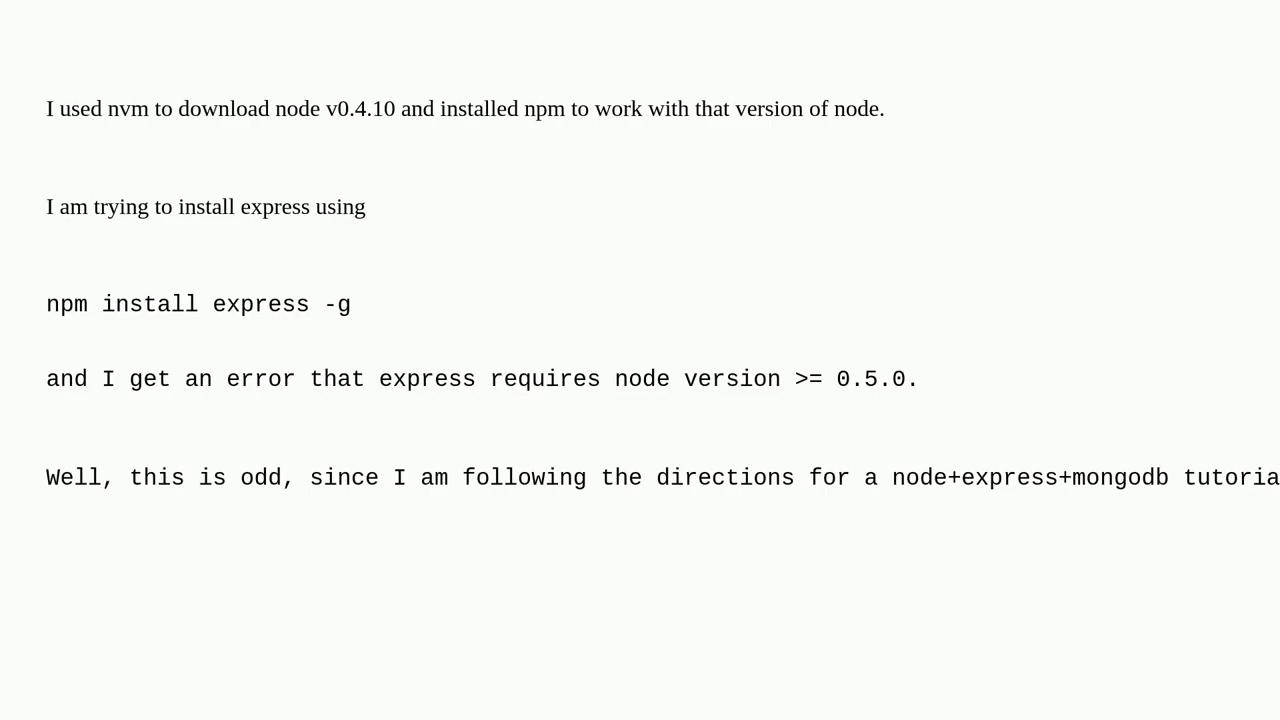 I used nvm to download node v0.4.10 and installed npm to work with that version of node.
I am trying to install express using
npm install express -g
and I get an error that express requires node version >= 0.5.0.
Well, this is odd, since I am following the directions for a node+express+mongodb tutoria